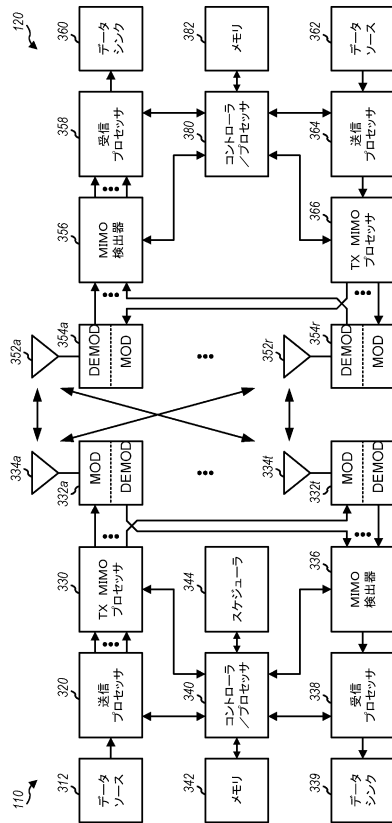 110
312
データ
ソース
320
送信
プロセッサ
330
TX MIMO
プロセッサ
332a
MOD
DEMOD
334a
342
メモリ
340
コントローラ
/プロセッサ
344
スケジューラ
339
データ
シンク
338
受信
プロセッサ
336
MIMO
検出器
332t
MOD
DEMOD
334t
352a
354a
DEMOD
MOD
356
MIMO
検出器
358
受信
プロセッサ
360
データ
シンク
120
380
コントローラ
/プロセッサ
382
メモリ
352r
354r
DEMOD
MOD
366
TX MIMO
プロセッサ
364
送信
プロセッサ
362
データ
ソース